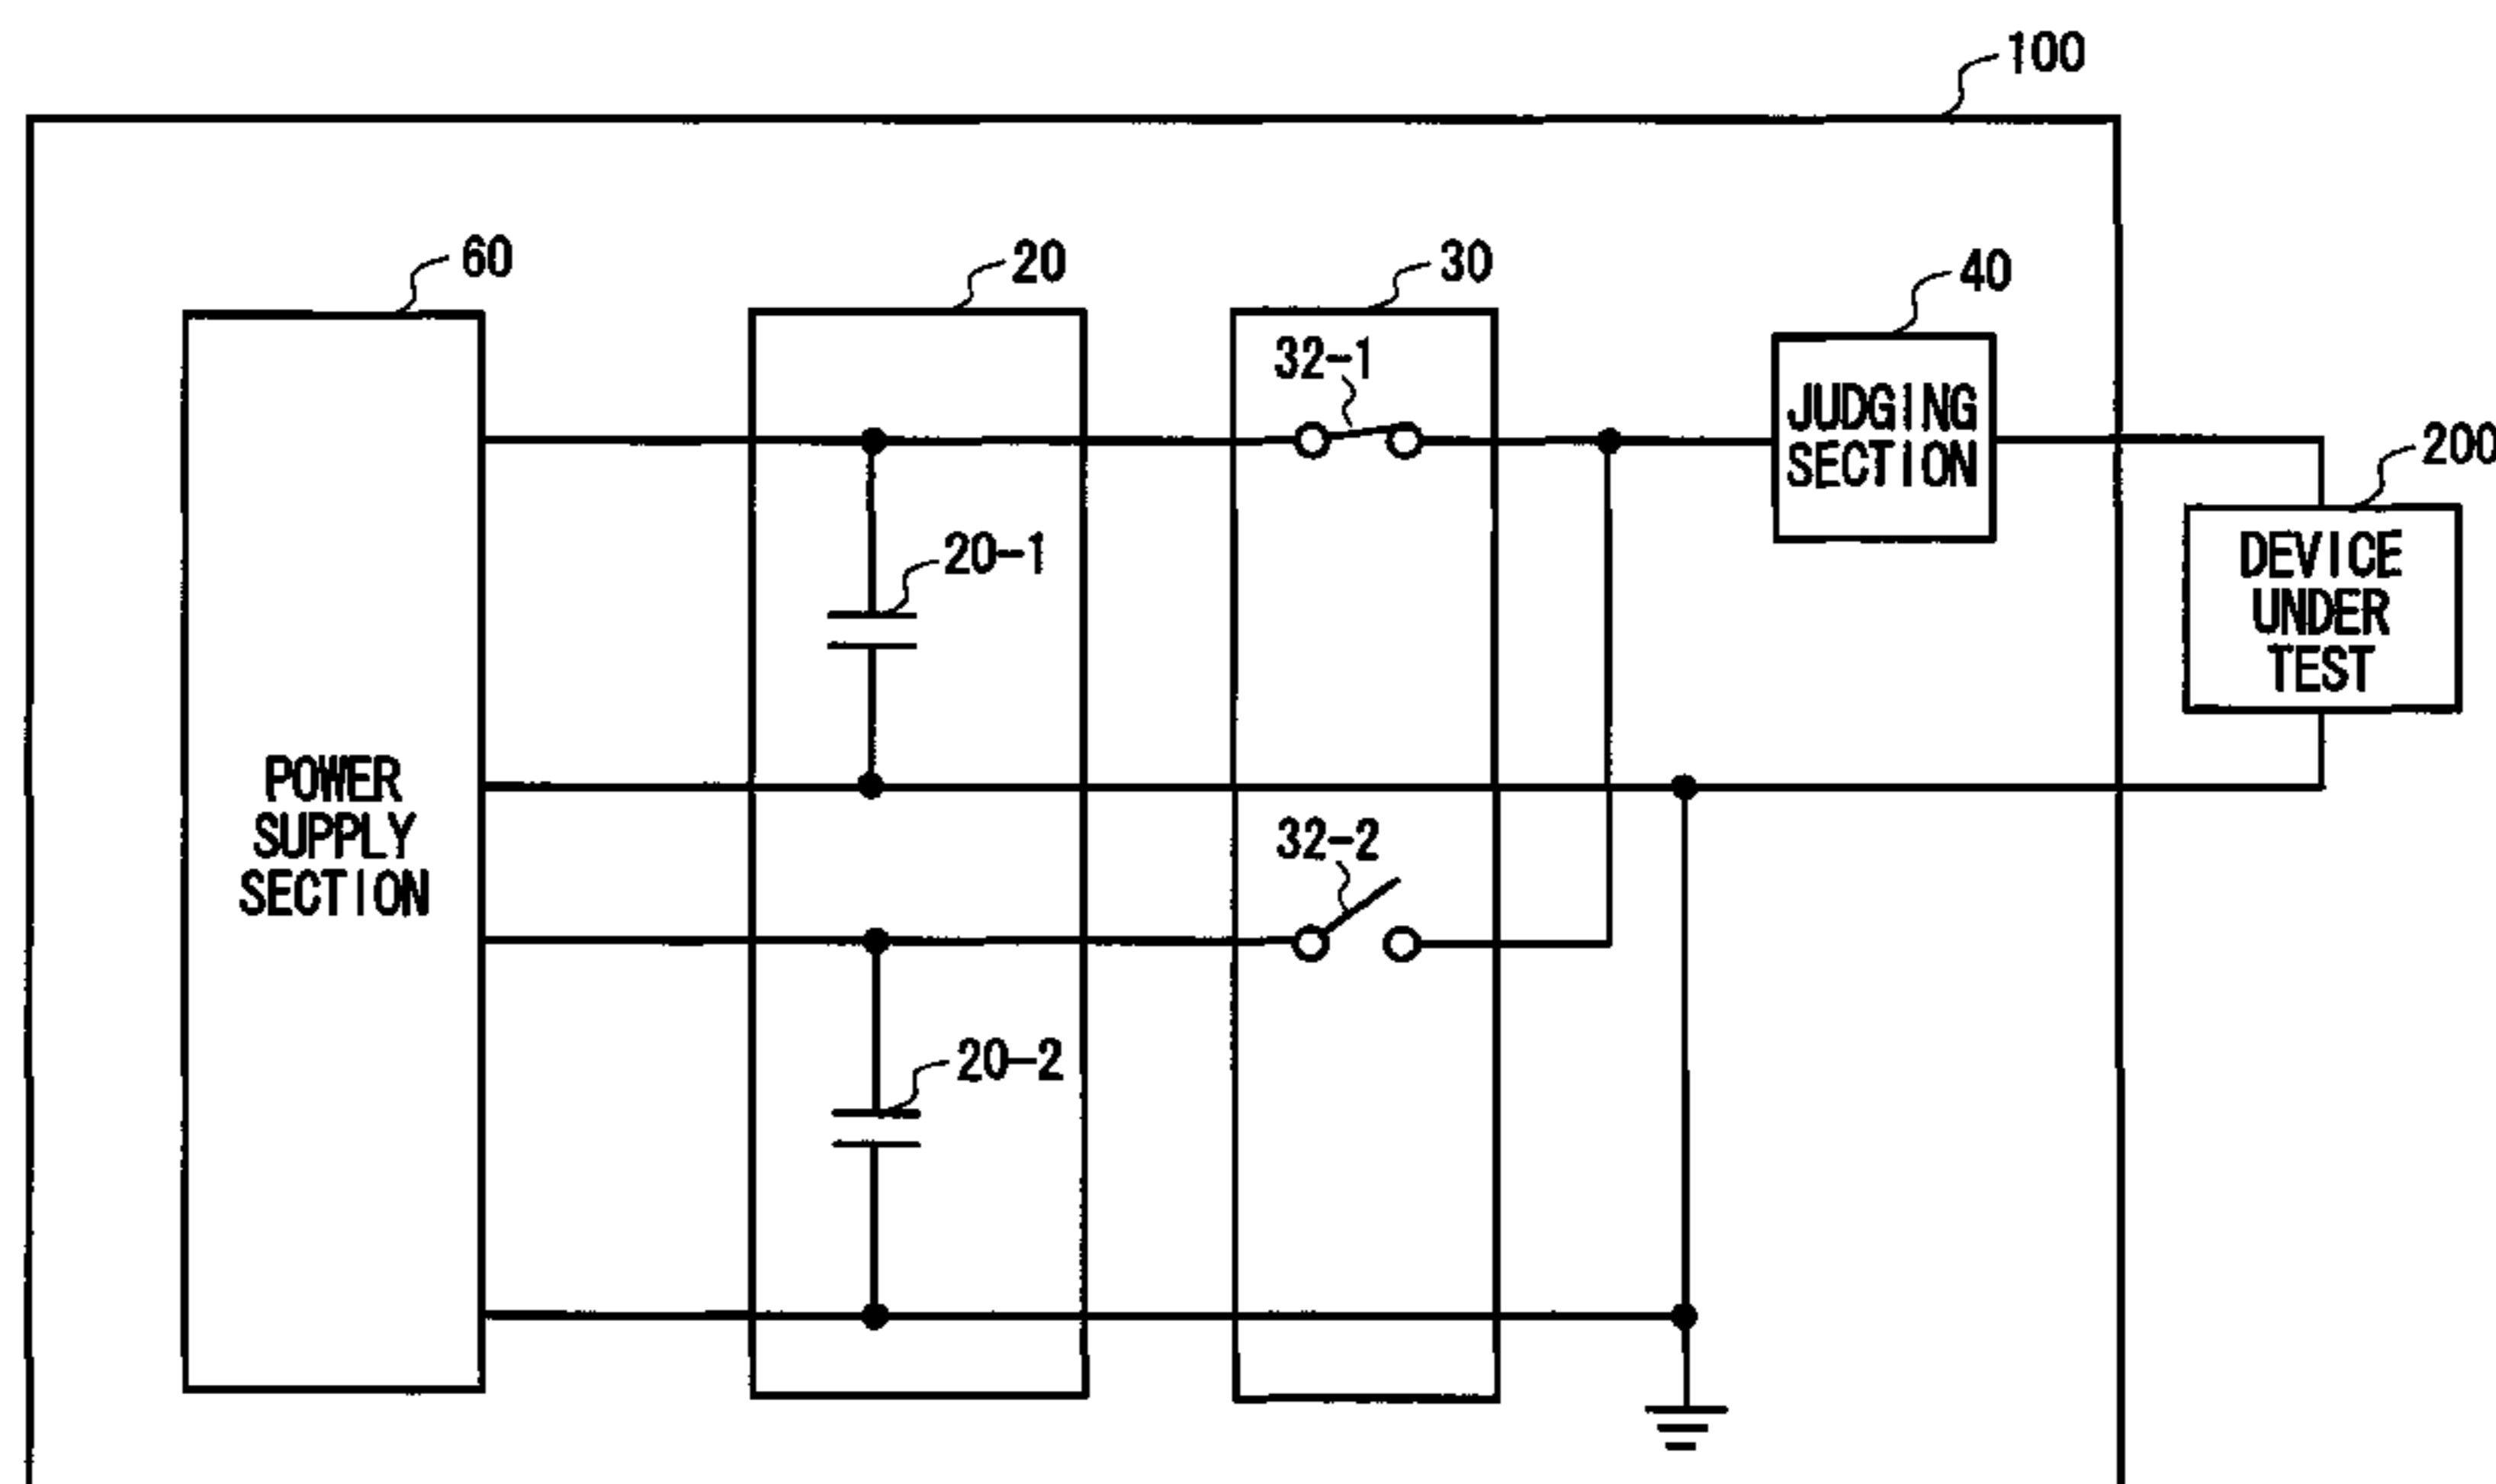 100
60
20
30
40
32-1
JUDGING
SECTION
200
20-1
DEVICE
UNDER
TEST
POWER
SUPPLY
SECTION
32-2
20-2